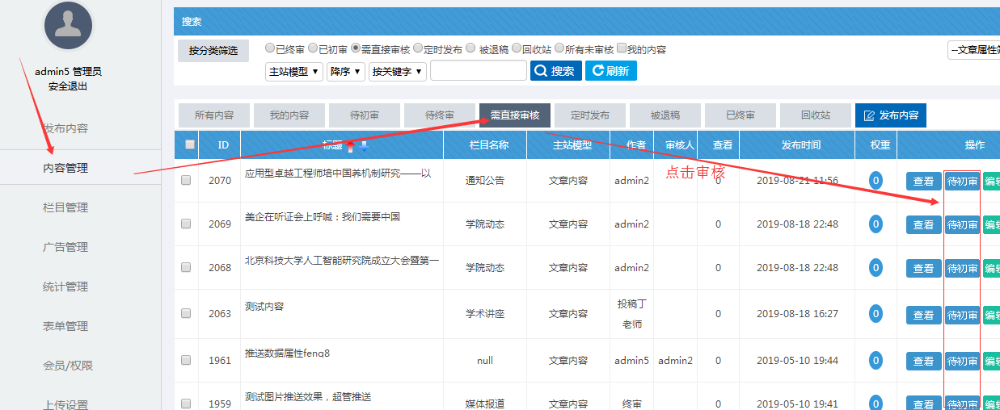 admin5 管理员
安全退出
发布内容
内容管理
栏目管理
广告管理
统计管理
表单管理
会员/权限
上传设置
搜索
按分类筛选
已终审 已初审 需直接审核 定时发布 被退稿 回收站 所有未审核 我的内容
--文章属性筛
主站模型 降序 按关键字 搜索 刷新
所有内容 我的内容 待初审 待终审 需直接审核 定时发布 被退稿 已终审 回收站 发布内容
ID 标题 栏目名称 主站模型 作者 审核人 查看 发布时间 权重 操作
点击审核
2070 应用型卓越工程师培中国养机制研究——以 通知公告 文章内容 admin2 0 2019-08-21 11:56 0 查看 待初审 编辑
2069 美企在听证会上呼喊：我们需要中国 学院动态 文章内容 admin2 0 2019-08-18 22:48 0 查看 待初审 编辑
2068 北京科技大学人工智能研究院成立大会暨第一 学院动态 文章内容 admin2 0 2019-08-18 22:48 0 查看 待初审 编辑
2063 测试内容 学术讲座 文章内容 投稿丁 0 2019-08-18 16:27 0 查看 待初审 编辑
老师
1961 推送数据属性feng8 null 文章内容 admin5 admin2 0 2019-05-10 19:44 0 查看 待初审 编辑
1959 测试图片推送效果，超管推送 媒体报道 文章内容 终审 0 2019-05-10 19:41 0 查看 待初审 编辑